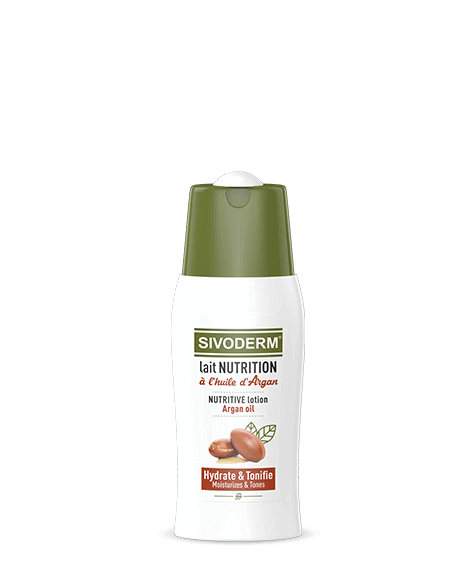 SIVODERM®
lait NUTRITION
à l'huile d'Argan
NUTRITIVE lotion
Argan oil
Hydrate & Tonifie
Moisturizes & Tones